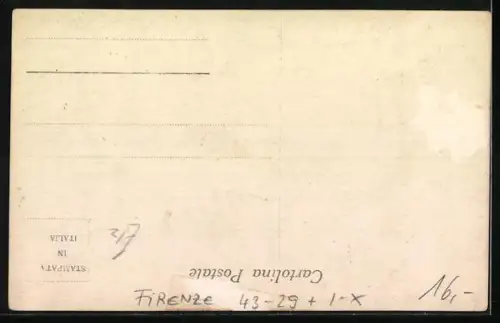 Cartolina Postale
STAMPATA
IN
ITALIA
FIRENZE 43-29+1-X
16,-